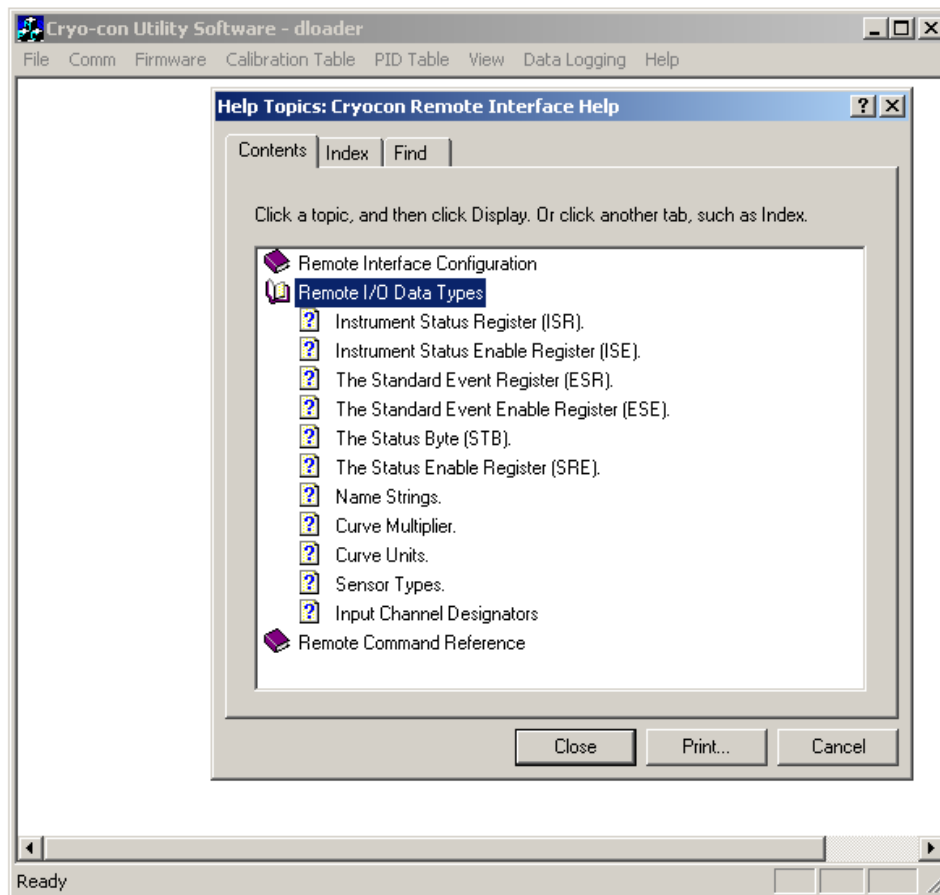 Cryo-con Utility Software - dloader
File Comm Firmware Calibration Table PID Table View Data Logging Help
Help Topics: Cryocon Remote Interface Help
Contents Index Find
Click a topic, and then click Display. Or click another tab, such as Index.
Remote Interface Configuration
Remote I/O Data Types
Instrument Status Register (ISR).
Instrument Status Enable Register (ISE).
The Standard Event Register (ESR).
The Standard Event Enable Register (ESE).
The Status Byte (STB).
The Status Enable Register (SRE).
Name Strings.
Curve Multiplier.
Curve Units.
Sensor Types.
Input Channel Designators
Remote Command Reference
Close Print... Cancel
Ready